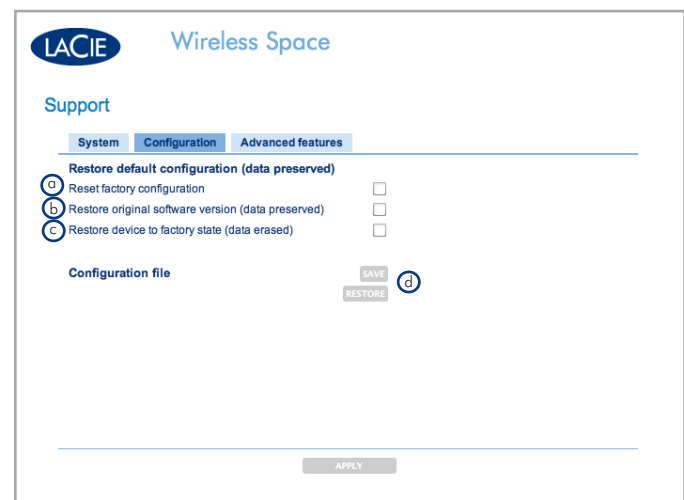 LACIE Wireless Space
Support
System Configuration Advanced features
Restore default configuration (data preserved)
a Reset factory configuration
b Restore original software version (data preserved)
c Restore device to factory state (data erased)
Configuration file SAVE
d
RESTORE
APPLY